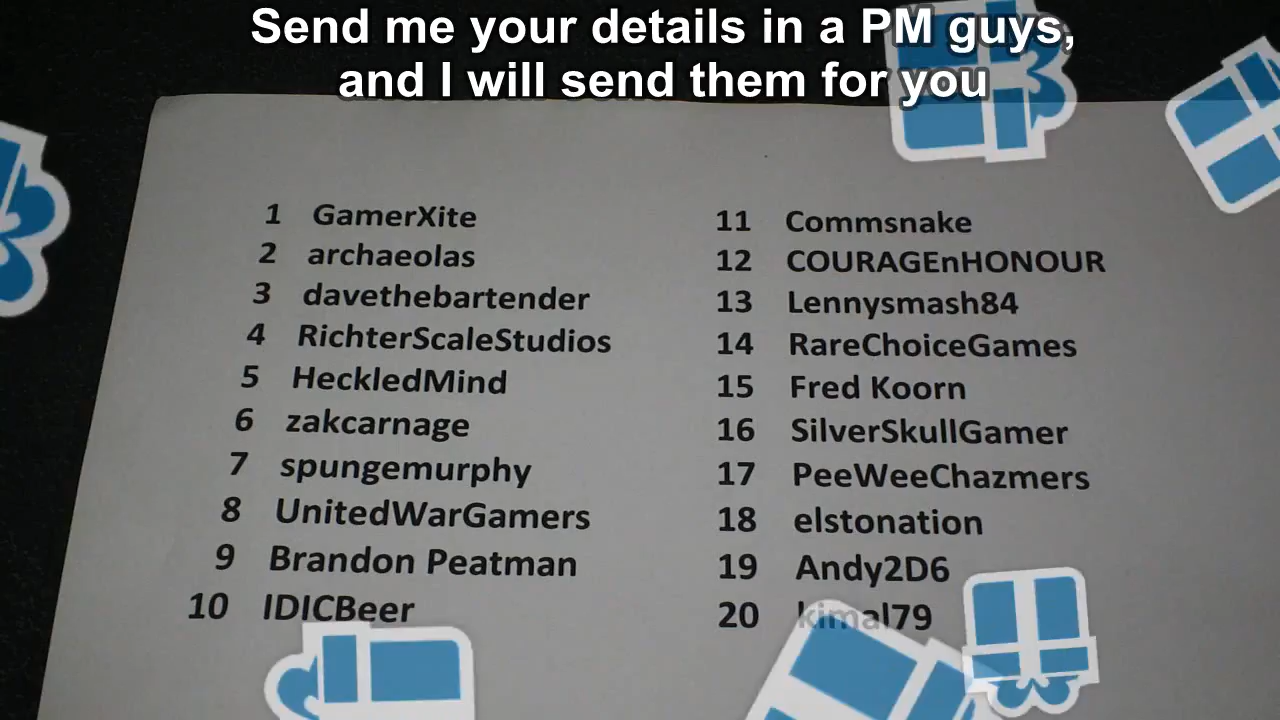 Send me your details in a PM guys,
and I will send them for you
1 GamerXite
2 archaeolas
3 davethebartender
4 RichterScaleStudios
5 HeckledMind
6 zakcarnage
7 spungemurphy
8 UnitedWarGamers
9 Brandon Peatman
10 IDICBeer
11 Commsnake
12 COURAGEnHONOUR
13 Lennysmash84
14 RareChoiceGames
15 Fred Koorn
16 SilverSkullGamer
17 PeeWeeChazmers
18 elstonation
19 Andy2D6
20 kimal79